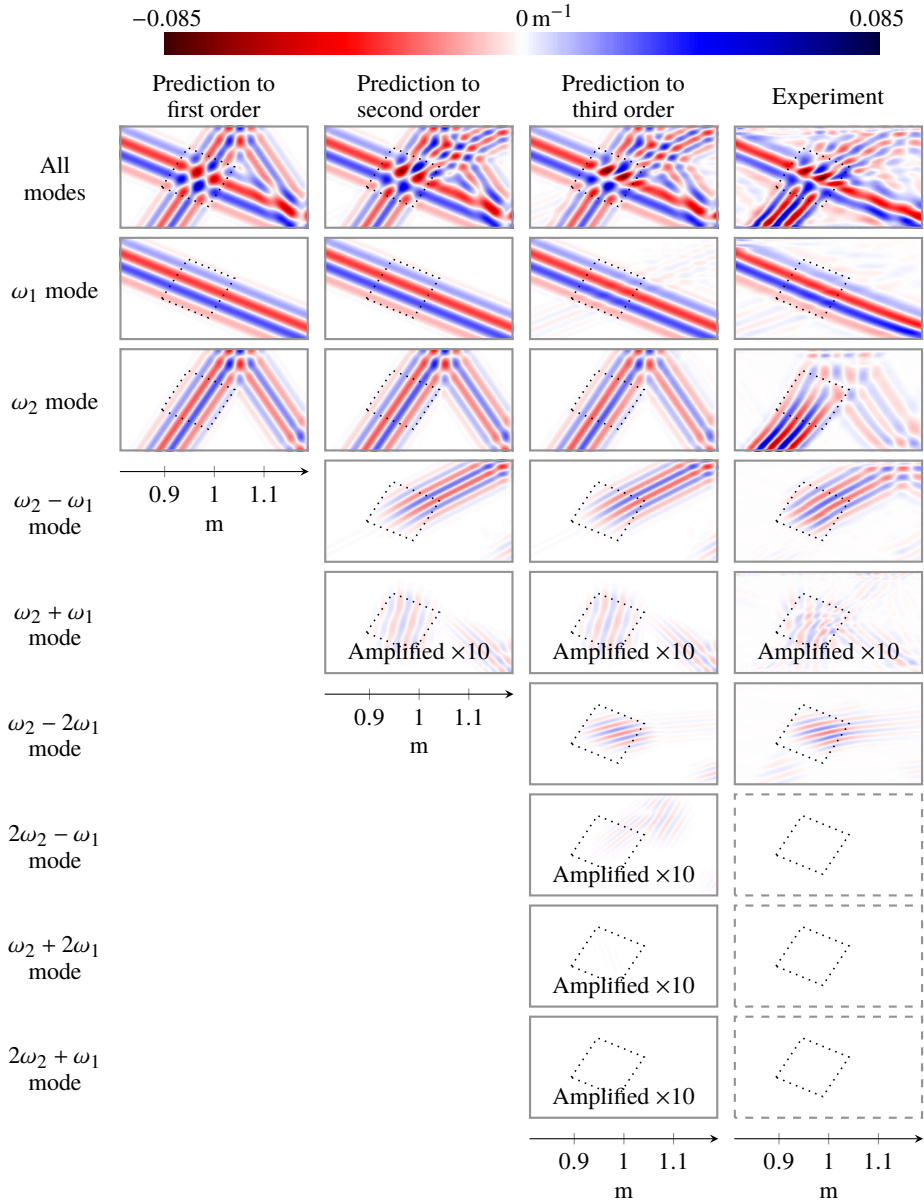 −0.085 0 m⁻¹ 0.085
Prediction to first order
Prediction to second order
Prediction to third order
Experiment
All modes
ω₁ mode
ω₂ mode
0.9 1 1.1
m
ω₂ − ω₁ mode
ω₂ + ω₁ mode
Amplified ×10 Amplified ×10 Amplified ×10
0.9 1 1.1
m
ω₂ − 2ω₁ mode
2ω₂ − ω₁ mode
Amplified ×10
ω₂ + 2ω₁ mode
Amplified ×10
2ω₂ + ω₁ mode
Amplified ×10
0.9 1 1.1 0.9 1 1.1
m m